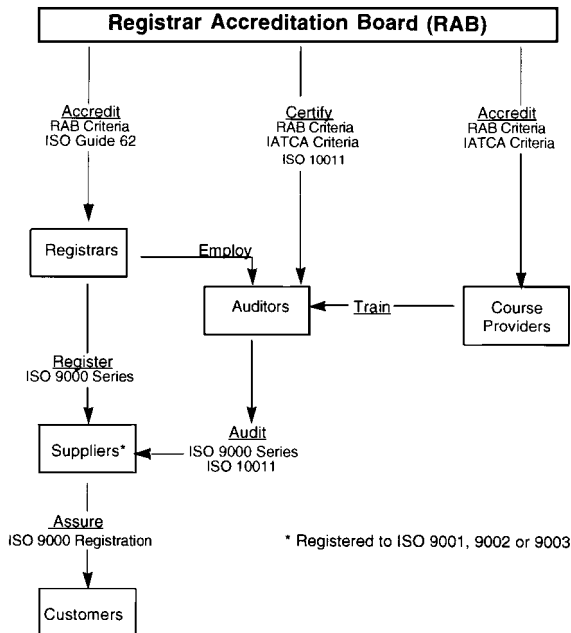 Registrar Accreditation Board (RAB)
Accredit
RAB Criteria
ISO Guide 62
Certify
RAB Criteria
IATCA Criteria
ISO 10011
Accredit
RAB Criteria
IATCA Criteria
Registrars
Employ
Auditors
Train
Course
Providers
Register
ISO 9000 Series
Suppliers*
Audit
ISO 9000 Series
ISO 10011
Assure
ISO 9000 Registration
* Registered to ISO 9001, 9002 or 9003
Customers